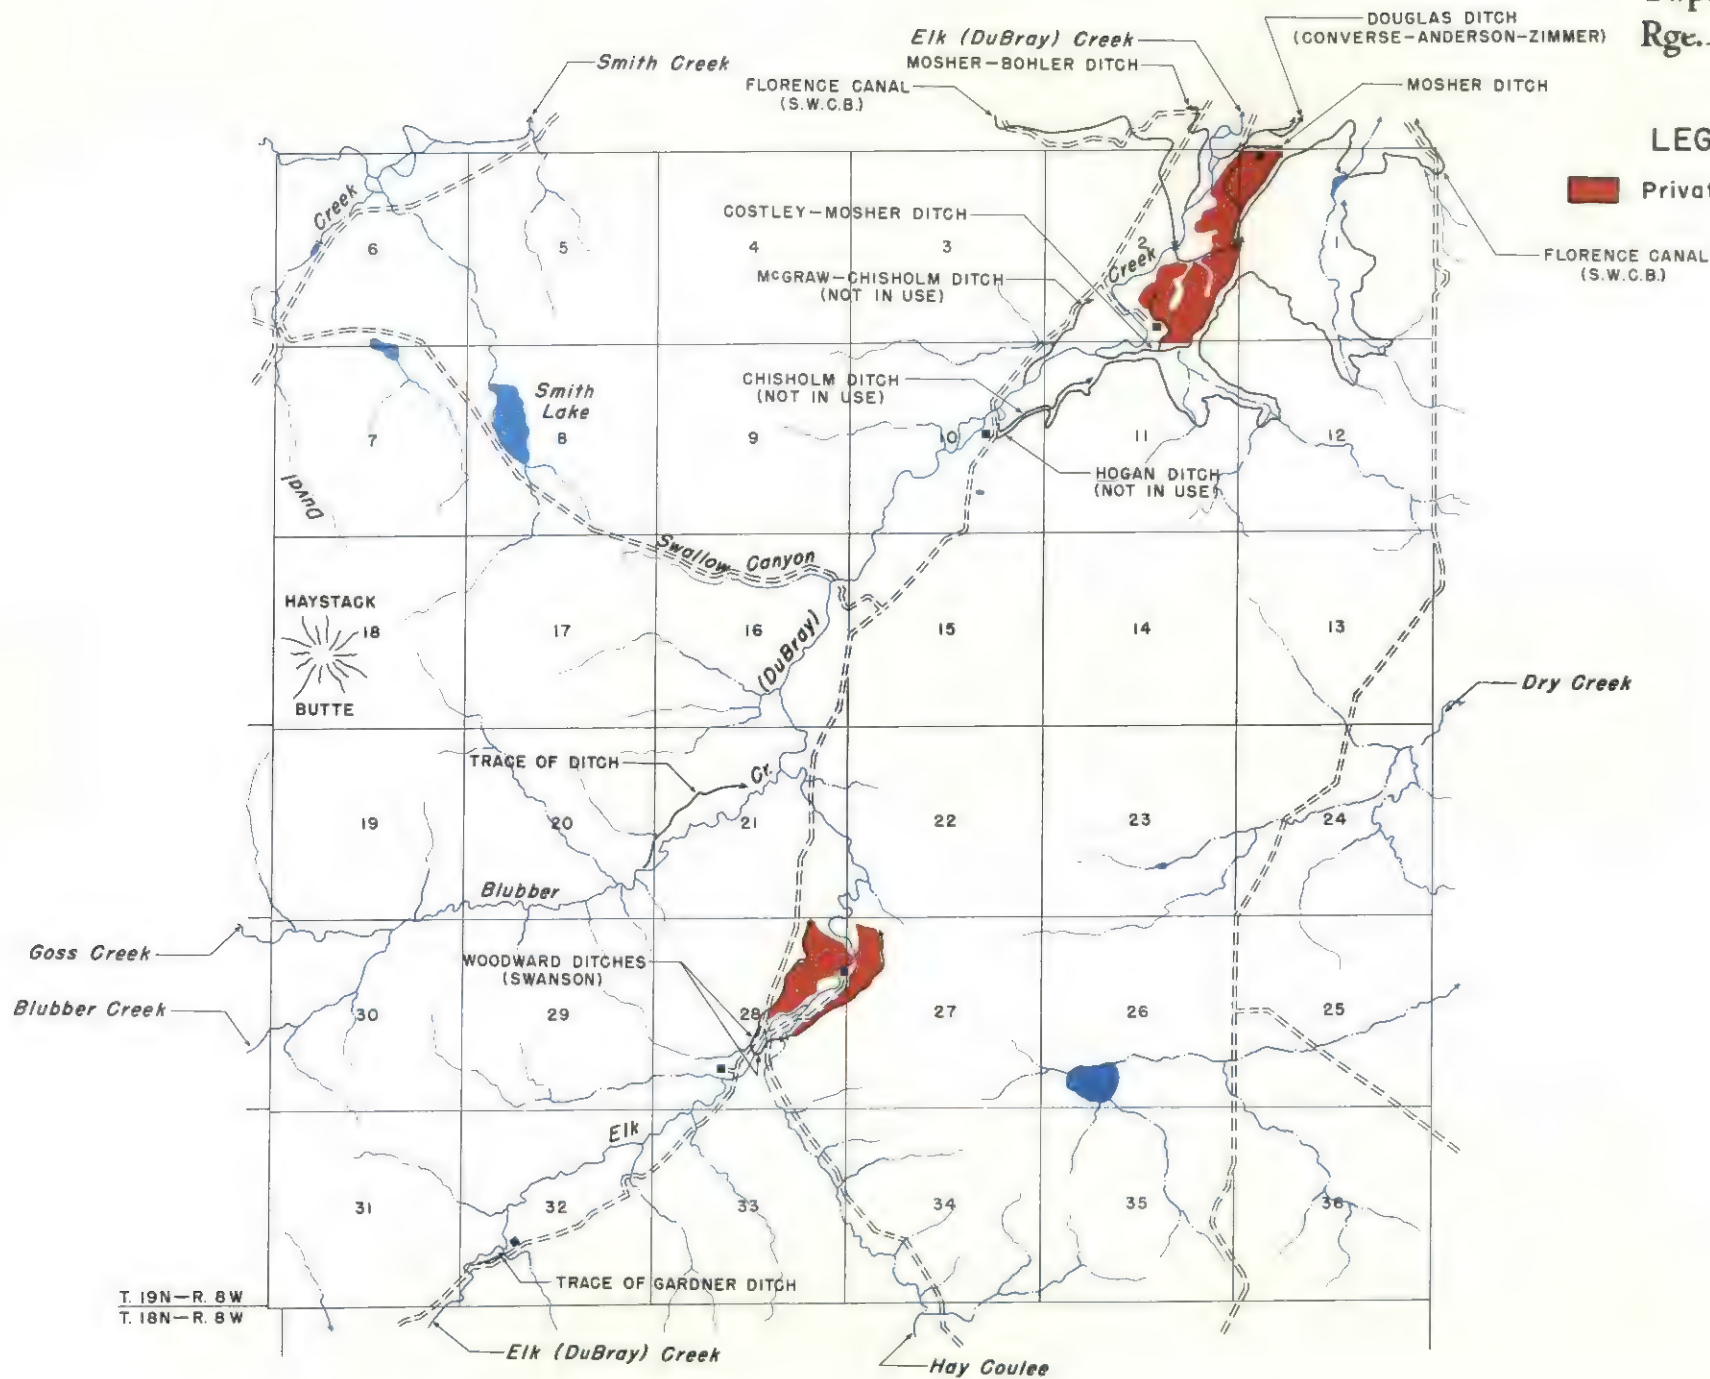 Rge.
DOUGLAS DITCH
(CONVERSE-ANDERSON-ZIMMER)
Elk (DuBray) Creek
MOSHER-BOHLER DITCH
Smith Creek
FLORENCE CANAL
(S.W.C.B.)
MOSHER DITCH
LEG
Privat
Creek
COSTLEY-MOSHER DITCH
6
5
4
3
2
1
Creek
FLORENCE CANAL
(S.W.C.B.)
McGRAW-CHISHOLM DITCH
(NOT IN USE)
CHISHOLM DITCH
(NOT IN USE)
Smith
Lake
7
8
9
10
11
12
HOGAN DITCH
(NOT IN USE)
Duval
Swallow Canyon
HAYSTACK
18
17
16
15
14
13
BUTTE
(DuBray)
Dry Creek
TRACE OF DITCH
Cr.
19
20
21
22
23
24
Blubber
Goss Creek
WOODWARD DITCHES
(SWANSON)
Blubber Creek
30
29
28
27
26
25
Elk
31
32
33
34
35
36
TRACE OF GARDNER DITCH
T. 19N-R. 8W
T. 18N-R. 8W
Elk (DuBray) Creek
Hay Coulee